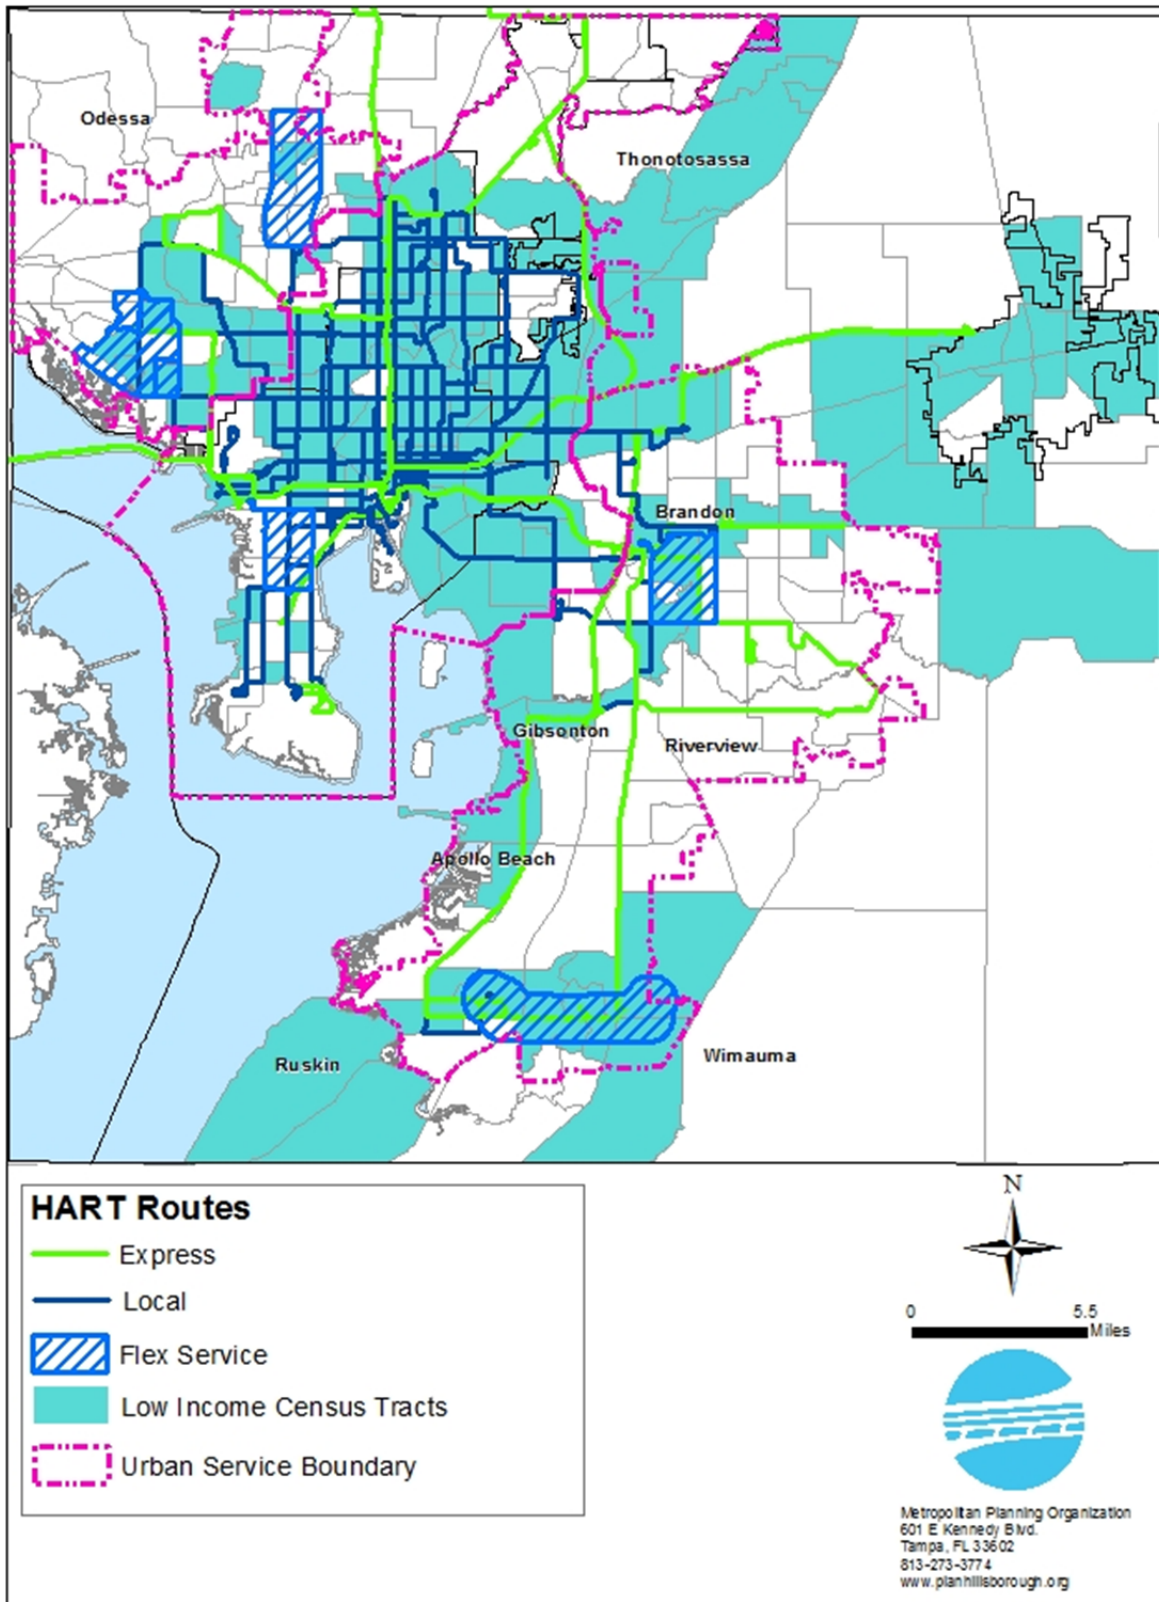 Odessa
Thonotosassa
Brandon
Gibsonton
Riverview
Apollo Beach
Ruskin
Wimauma
HART Routes
Express
Local
Flex Service
Low Income Census Tracts
Urban Service Boundary
N
0 5.5
Miles
Metropolitan Planning Organization
601 E Kennedy Blvd.
Tampa, FL 33602
813-273-3774
www.planhillsborough.org